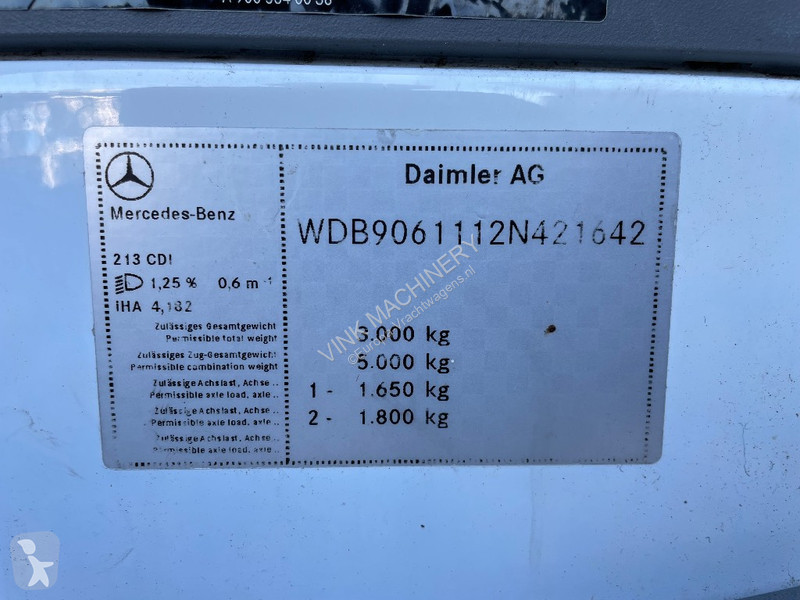 Mercedes-Benz
Daimler AG
WDB9061112N421642
213 CDI
1,25 % 0,6 m⁻¹
iHA 4,182
Zulässiges Gesamtgewicht
Permissible total weight
3.000 kg
Zulässiges Zug-Gesamtgewicht
Permissible combination weight
5.000 kg
Zulässige Achslast, Achse ..
Permissible axle load, axle ..
1 - 1.650 kg
Zulässige Achslast, Achse ..
Permissible axle load, axle ..
2 - 1.800 kg
Zulässige Achslast, Achse ..
Permissible axle load, axle ..
VINK MACHINERY